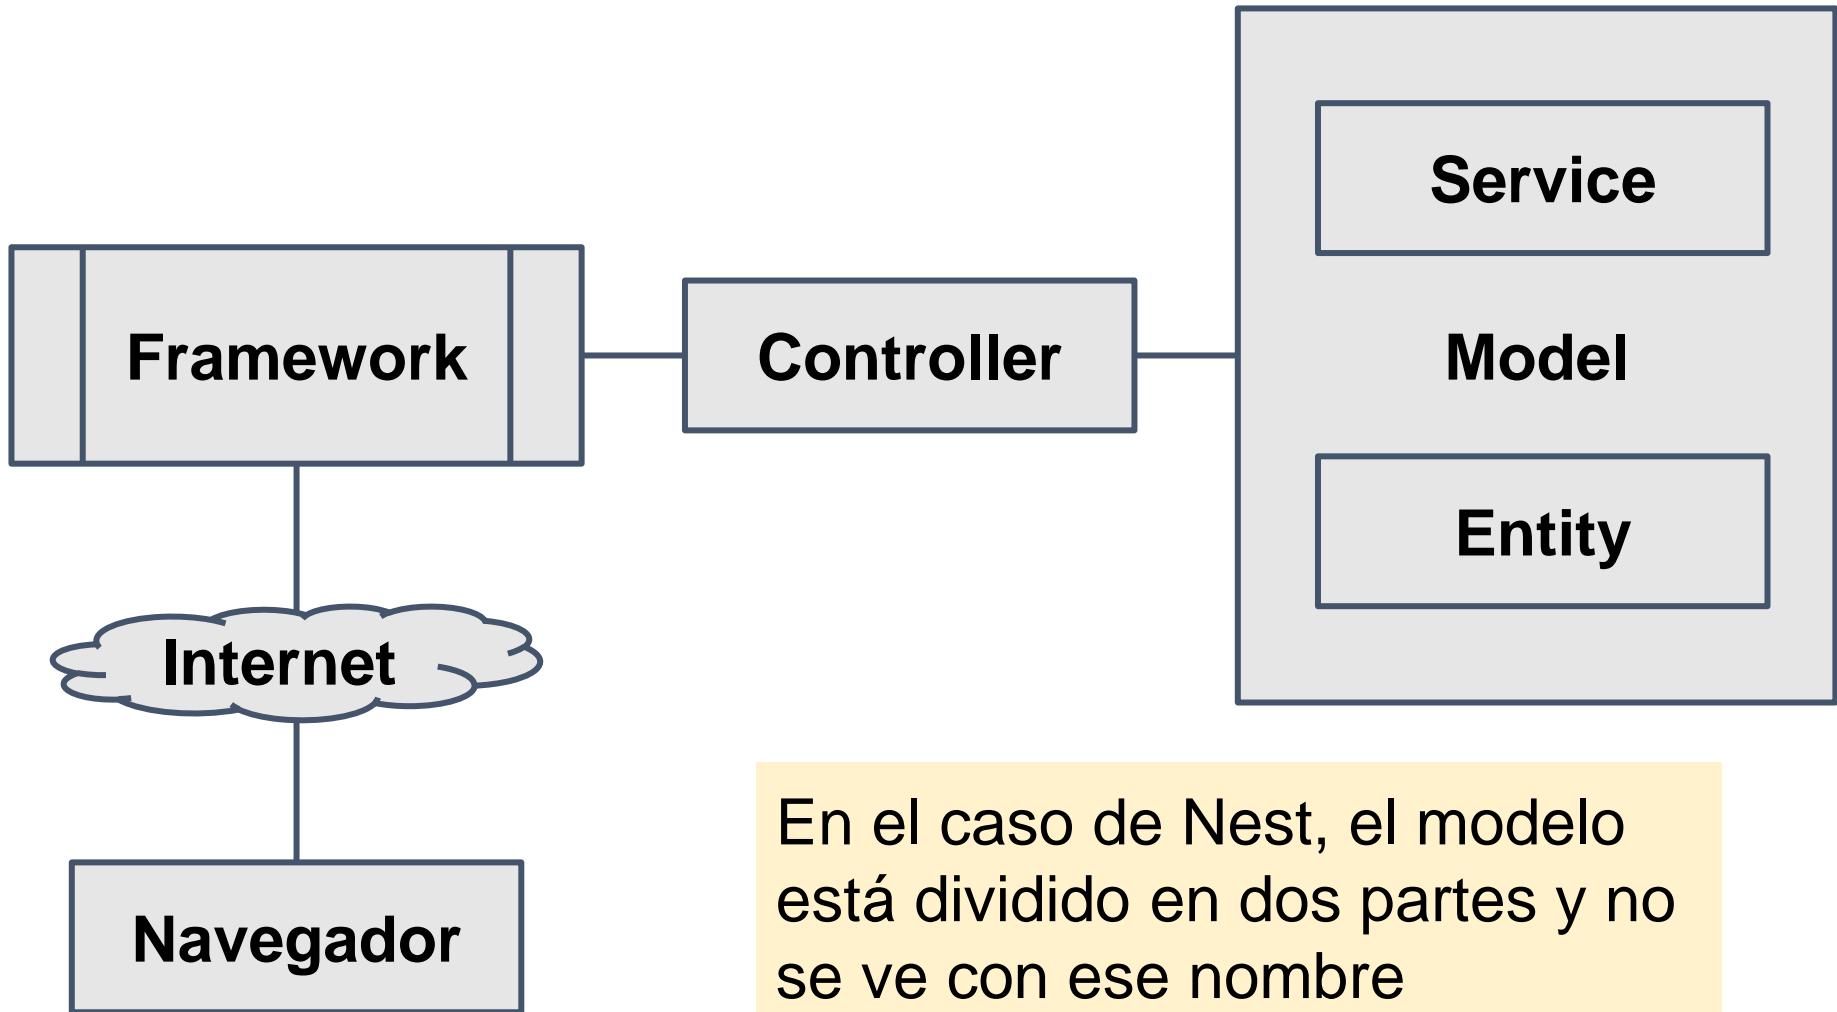 Service
Framework
Controller
Model
Entity
Internet
Navegador
En el caso de Nest, el modelo
está dividido en dos partes y no
se ve con ese nombre